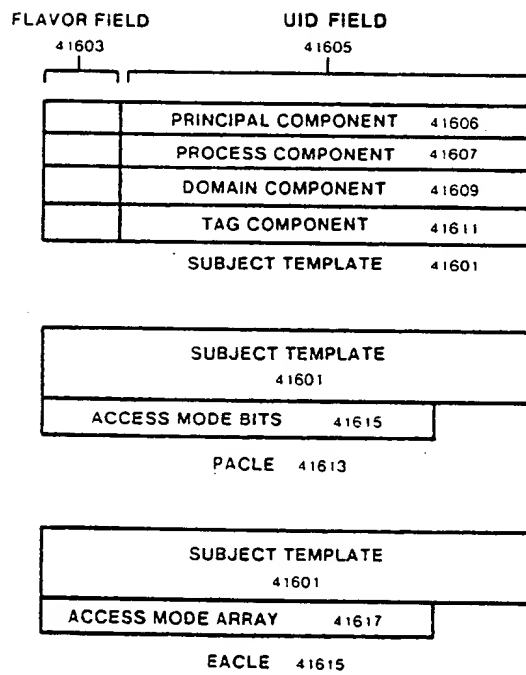 FLAVOR FIELD UID FIELD
41603 41605
PRINCIPAL COMPONENT 41606
PROCESS COMPONENT 41607
DOMAIN COMPONENT 41609
TAG COMPONENT 41611
SUBJECT TEMPLATE 41601
SUBJECT TEMPLATE
41601
ACCESS MODE BITS 41615
PACLE 41613
SUBJECT TEMPLATE
41601
ACCESS MODE ARRAY 41617
EACLE 41615